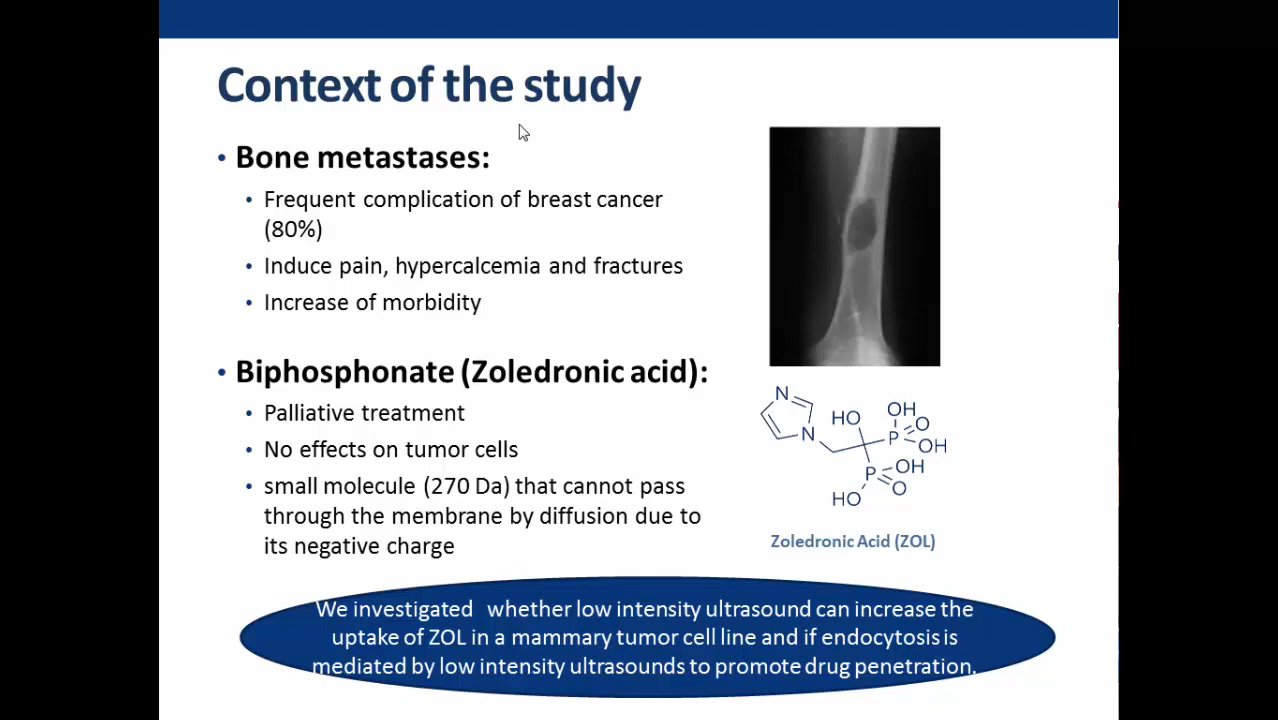 Context of the study
• Bone metastases:
• Frequent complication of breast cancer
(80%)
• Induce pain, hypercalcemia and fractures
• Increase of morbidity
• Biphosphonate (Zoledronic acid):
• Palliative treatment
• No effects on tumor cells
• small molecule (270 Da) that cannot pass
through the membrane by diffusion due to
its negative charge
N
N
HO
OH
P
O
OH
P
OH
O
HO
Zoledronic Acid (ZOL)
We investigated whether low intensity ultrasound can increase the
uptake of ZOL in a mammary tumor cell line and if endocytosis is
mediated by low intensity ultrasounds to promote drug penetration.